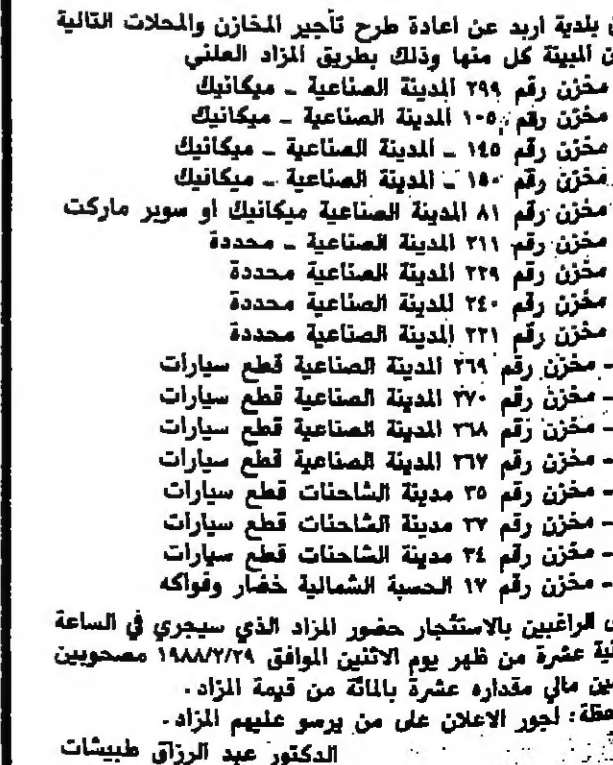 بلدية أربد عن اعادة طرح تأجير المخازن والمحلات التالية
المبينة كل منها وذلك بطريق المزاد العلني
مخزن رقم ٢٩٩ المدينة الصناعية ـ ميكانيك
مخزن رقم ١٠٥ المدينة الصناعية ـ ميكانيك
مخزن رقم ١٤٥ ـ المدينة الصناعية ـ ميكانيك
مخزن رقم ١٥٠ ـ المدينة الصناعية ـ ميكانيك
مخزن رقم ٨١ المدينة الصناعية ميكانيك او سوبر ماركت
مخزن رقم ٢١١ المدينة الصناعية ـ محددة
مخزن رقم ٢٢٩ المدينة الصناعية محددة
مخزن رقم ٢٤٠ المدينة الصناعية محددة
مخزن رقم ٢٢١ المدينة الصناعية محددة
ـ مخزن رقم ٢٦٩ المدينة الصناعية قطع سيارات
ـ مخزن رقم ٢٧٠ المدينة الصناعية قطع سيارات
ـ مخزن رقم ٢٦٨ المدينة الصناعية قطع سيارات
ـ مخزن رقم ٢٦٧ المدينة الصناعية قطع سيارات
ـ مخزن رقم ٣٥ مدينة الشاحنات قطع سيارات
ـ مخزن رقم ٣٧ مدينة الشاحنات قطع سيارات
ـ مخزن رقم ٣٤ مدينة الشاحنات قطع سيارات
ـ مخزن رقم ١٧ الحسبة الشمالية خضار وفواكه
الراغبين بالاستئجار حضور المزاد الذي سيجري في الساعة
عشرة من ظهر يوم الاثنين الموافق ١٩٨٨/٢/٢٩ مصحوبين
مالي مقداره عشرة بالمائة من قيمة المزاد .
اجور الاعلان على من يرسو عليهم المزاد .
الدكتور عبد الرزاق طبيشات